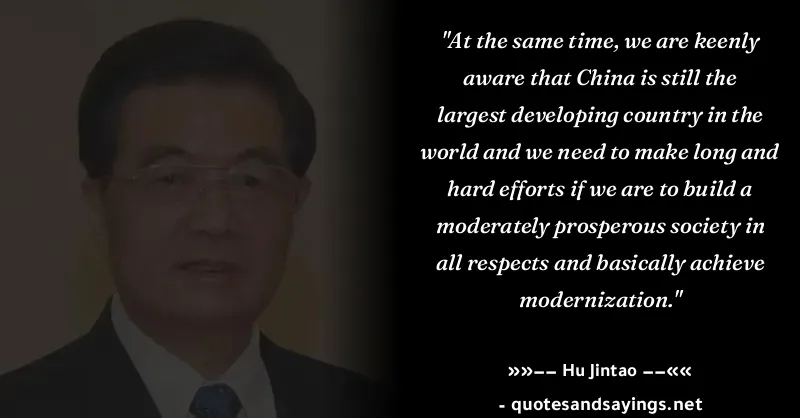 "At the same time, we are keenly
aware that China is still the
largest developing country in the
world and we need to make long and
hard efforts if we are to build a
moderately prosperous society in
all respects and basically achieve
modernization."
»»−− Hu Jintao −−««
- quotesandsayings.net